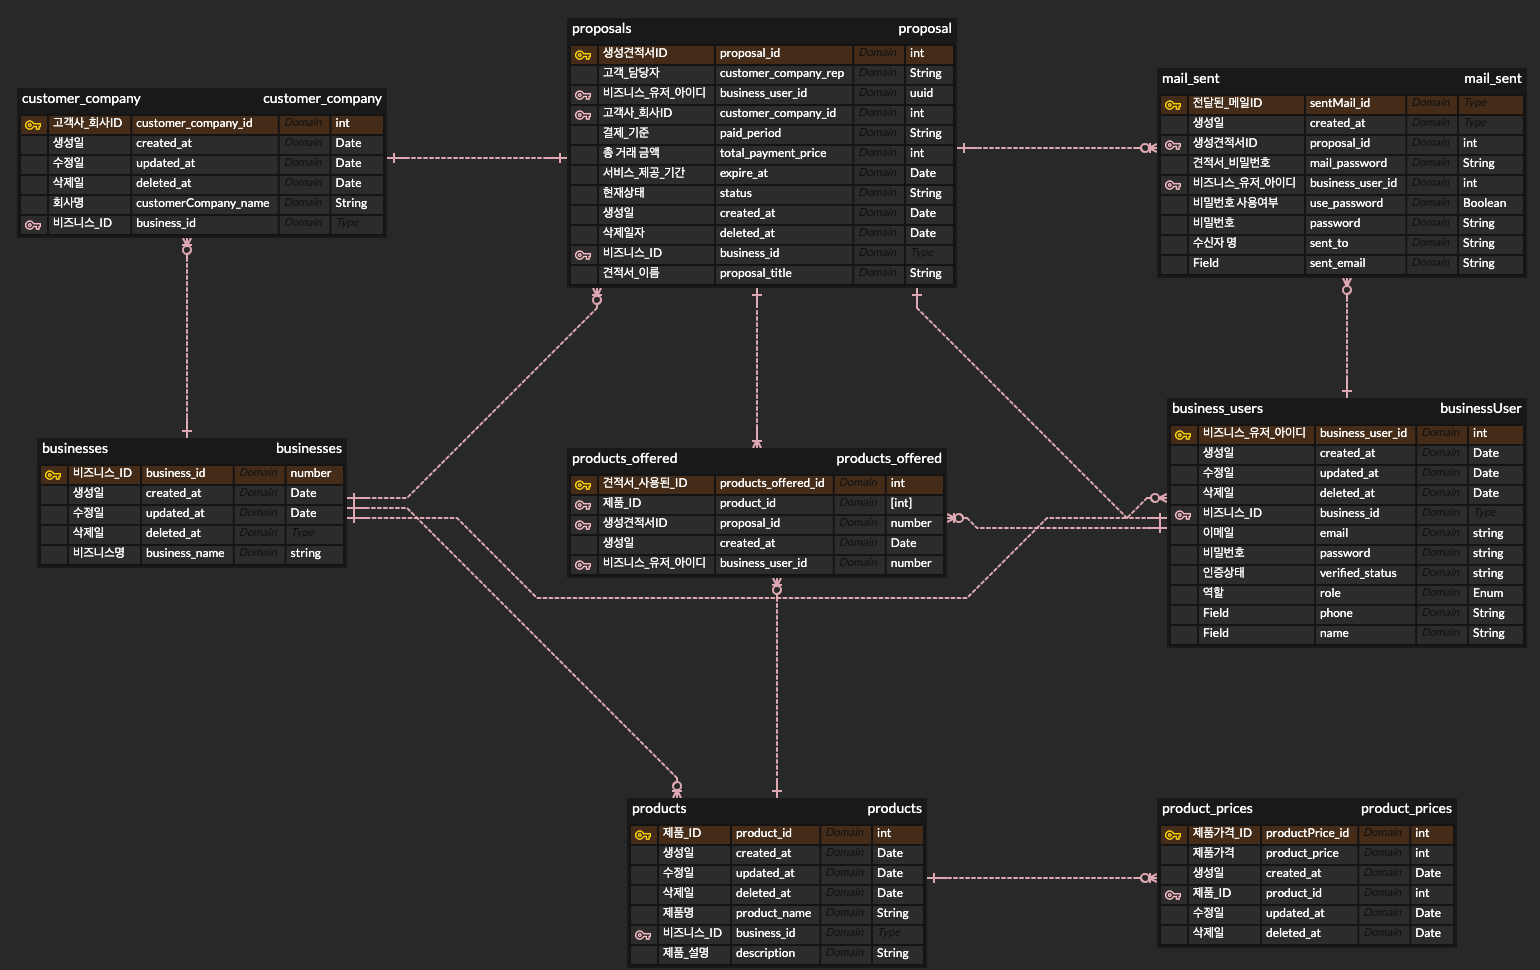 proposals proposal
생성견적서ID proposal_id Domain int
고객_담당자 customer_company_rep Domain String
비즈니스_유저_아이디 business_user_id Domain uuid
고객사_회사ID customer_company_id Domain int
결제_기준 paid_period Domain String
총 거래 금액 total_payment_price Domain int
서비스_제공_기간 expire_at Domain Date
현재상태 status Domain String
생성일 created_at Domain Date
삭제일자 deleted_at Domain Date
비즈니스_ID business_id Domain Type
견적서_이름 proposal_title Domain String
customer_company customer_company
고객사_회사ID customer_company_id Domain int
생성일 created_at Domain Date
수정일 updated_at Domain Date
삭제일 deleted_at Domain Date
회사명 customerCompany_name Domain String
비즈니스_ID business_id Domain Type
mail_sent mail_sent
전달된_메일ID sentMail_id Domain Type
생성일 created_at Domain Type
생성견적서ID proposal_id Domain int
견적서_비밀번호 mail_password Domain String
비즈니스_유저_아이디 business_user_id Domain int
비밀번호 사용여부 use_password Domain Boolean
비밀번호 password Domain String
수신자 명 sent_to Domain String
Field sent_email Domain String
businesses businesses
비즈니스_ID business_id Domain number
생성일 created_at Domain Date
수정일 updated_at Domain Date
삭제일 deleted_at Domain Type
비즈니스명 business_name Domain string
products_offered products_offered
견적서_사용된_ID products_offered_id Domain int
제품_ID product_id Domain [int]
생성견적서ID proposal_id Domain number
생성일 created_at Domain Date
비즈니스_유저_아이디 business_user_id Domain number
business_users businessUser
비즈니스_유저_아이디 business_user_id Domain int
생성일 created_at Domain Date
수정일 updated_at Domain Date
삭제일 deleted_at Domain Date
비즈니스_ID business_id Domain Type
이메일 email Domain string
비밀번호 password Domain string
인증상태 verified_status Domain string
역할 role Domain Enum
Field phone Domain String
Field name Domain String
products products
제품_ID product_id Domain int
생성일 created_at Domain Date
수정일 updated_at Domain Date
삭제일 deleted_at Domain Date
제품명 product_name Domain String
비즈니스_ID business_id Domain Type
제품_설명 description Domain String
product_prices product_prices
제품가격_ID productPrice_id Domain int
제품가격 product_price Domain int
생성일 created_at Domain Date
제품_ID product_id Domain int
수정일 updated_at Domain Date
삭제일 deleted_at Domain Date